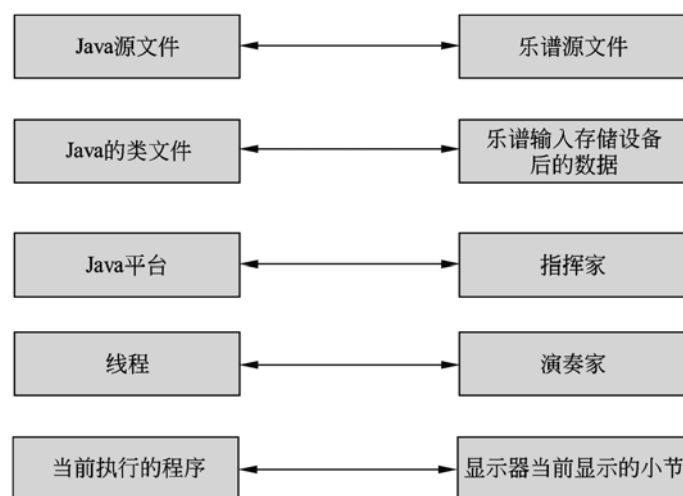 Java源文件
乐谱源文件
Java的类文件
乐谱输入存储设备
后的数据
Java平台
指挥家
线程
演奏家
当前执行的程序
显示器当前显示的小节